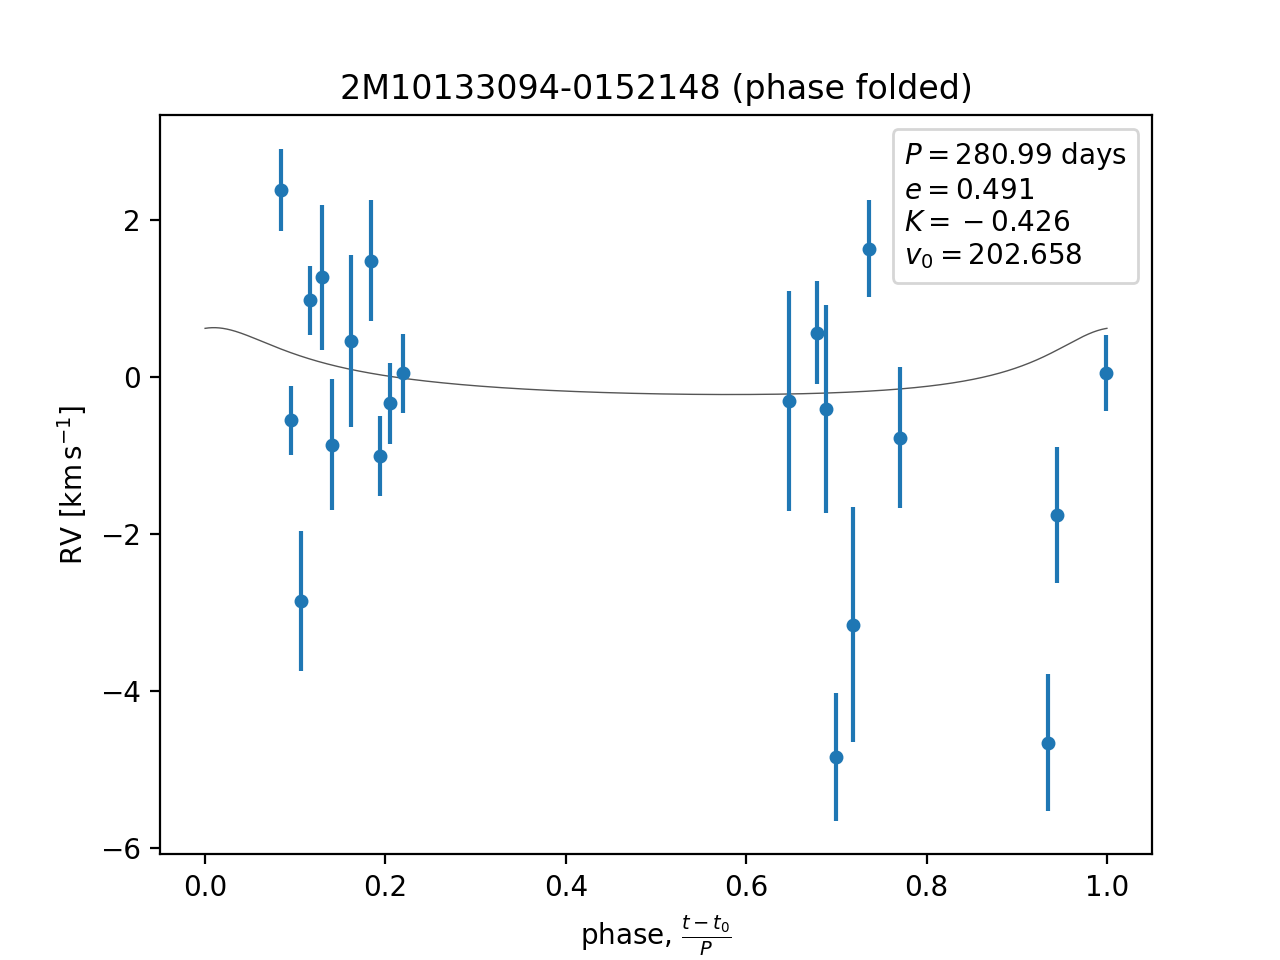 2M10133094-0152148 (phase folded)
P = 280.99 days
e = 0.491
K = −0.426
v₀ = 202.658
2
0
−2
−4
−6
RV [km s⁻¹]
0.0 0.2 0.4 0.6 0.8 1.0
phase, (t − t₀)/P